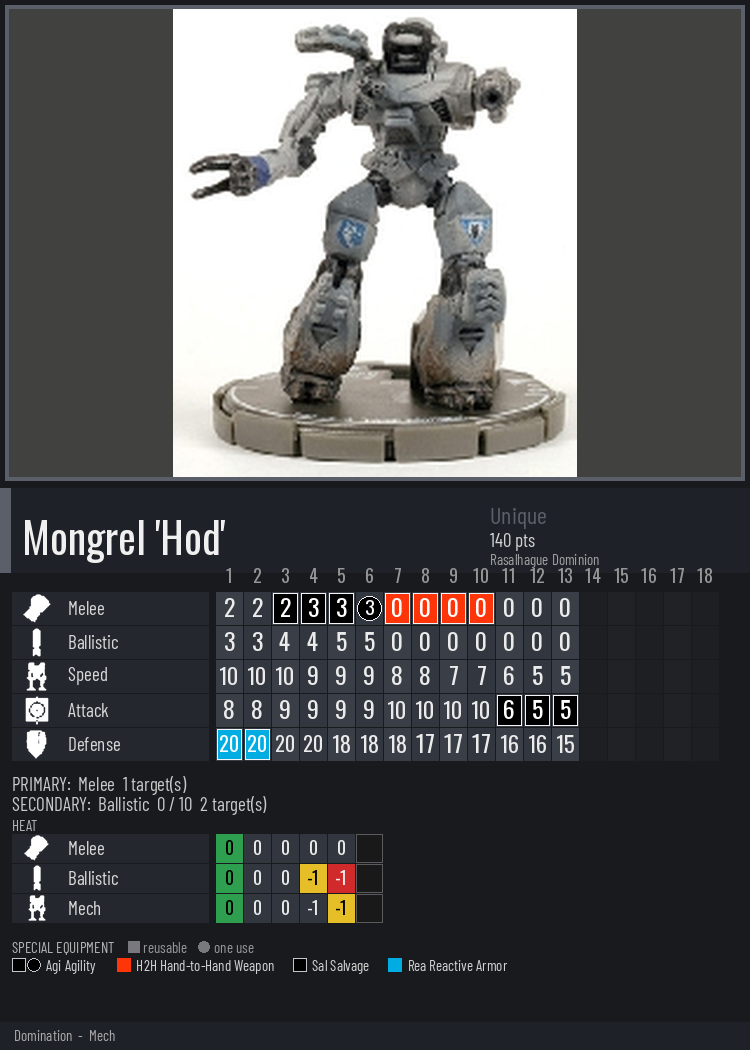 Mongrel 'Hod'
Unique
140 pts
Rasalhague Dominion
1 2 3 4 5 6 7 8 9 10 11 12 13 14 15 16 17 18
Melee 2 2 2 3 3 3 0 0 0 0 0 0 0
Ballistic 3 3 4 4 5 5 0 0 0 0 0 0 0
Speed 10 10 10 9 9 9 8 8 7 7 6 5 5
Attack 8 8 9 9 9 9 10 10 10 10 6 5 5
Defense 20 20 20 20 18 18 18 17 17 17 16 16 15
PRIMARY: Melee 1 target(s)
SECONDARY: Ballistic 0 / 10 2 target(s)
HEAT
Melee 0 0 0 0 0
Ballistic 0 0 0 -1 -1
Mech 0 0 0 -1 -1
SPECIAL EQUIPMENT reusable one use
Agi Agility H2H Hand-to-Hand Weapon Sal Salvage Rea Reactive Armor
Domination - Mech